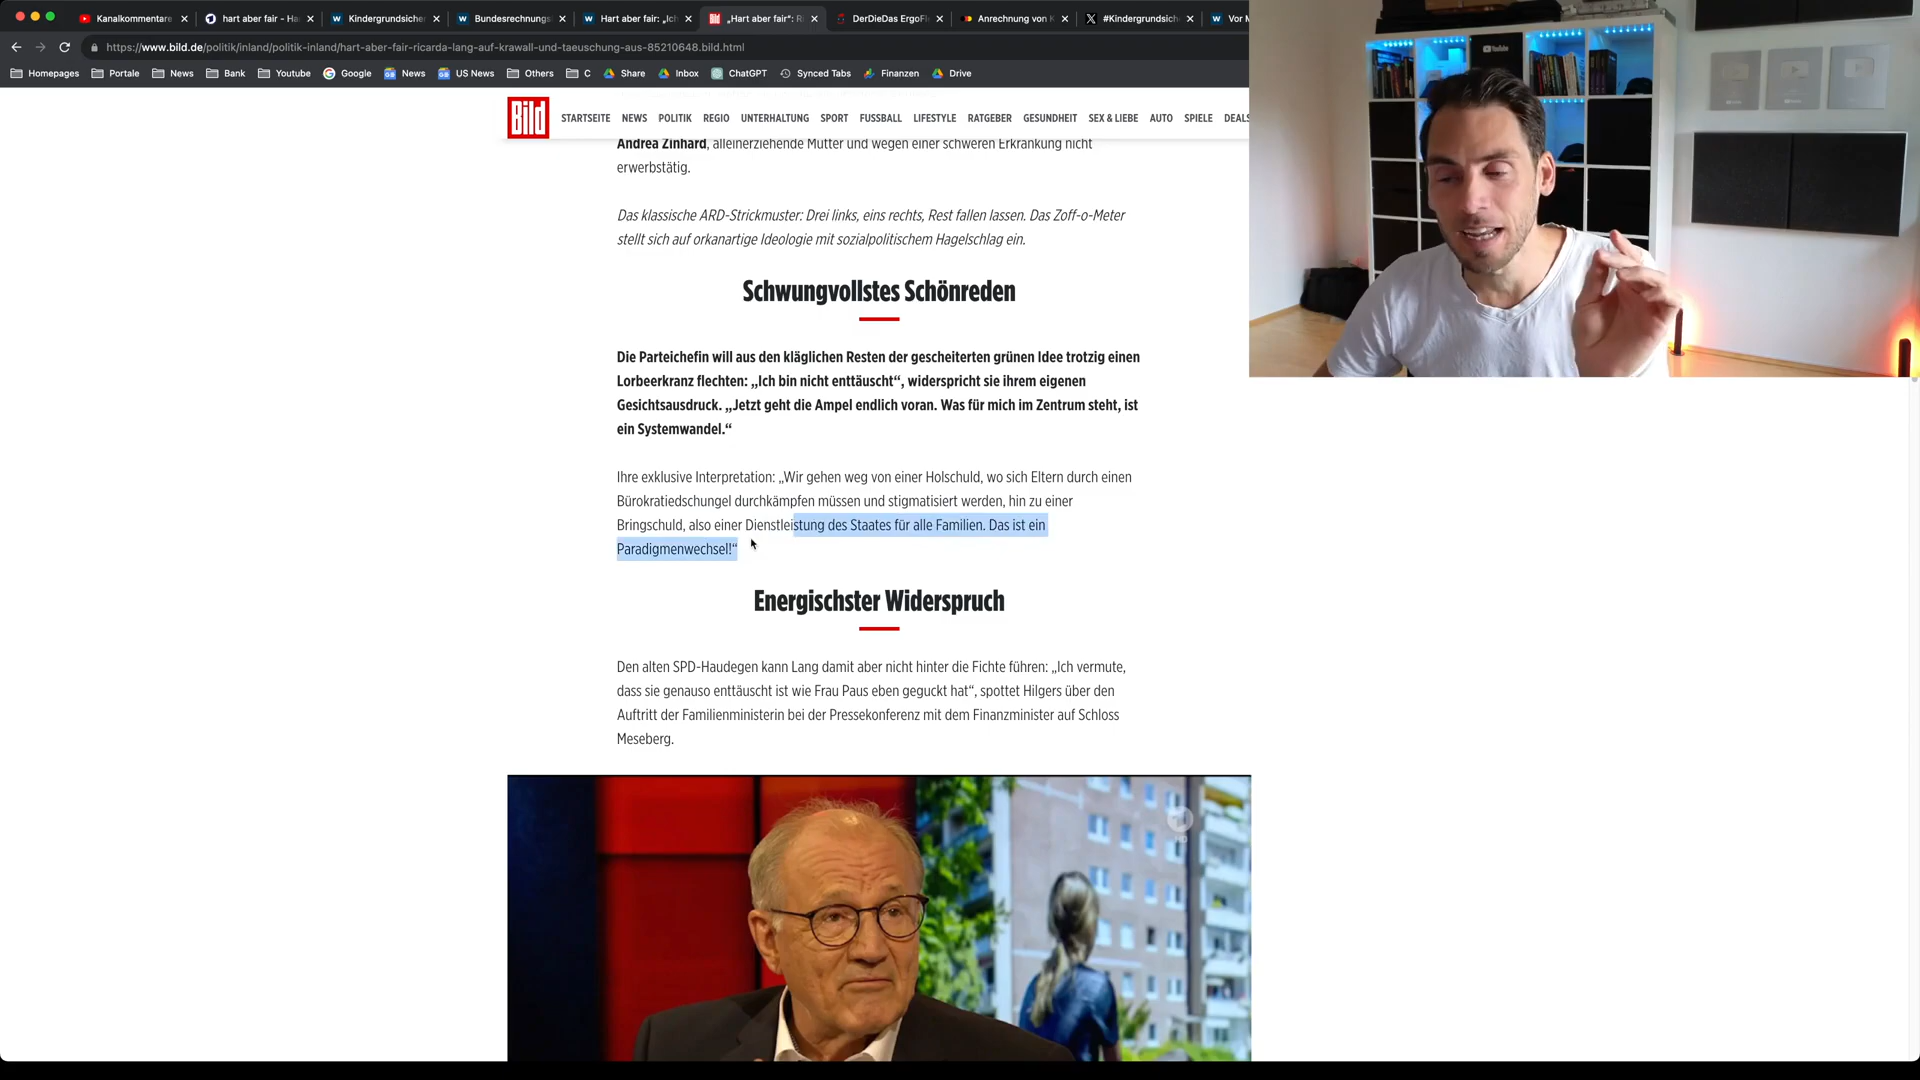 Kanalkommentare
hart aber fair - Ha
Kindergrundsicher
Bundesrechnungs
Hart aber fair: „Ich
„Hart aber fair“: Ri
DerDieDas ErgoFl
Anrechnung von K
#Kindergrundsich
Vor M
https://www.bild.de/politik/inland/politik-inland/hart-aber-fair-ricarda-lang-auf-krawall-und-taeuschung-aus-85210648.bild.html
Homepages Portale News Bank Youtube Google News US News Others C Share Inbox ChatGPT Synced Tabs Finanzen Drive
Bild STARTSEITE NEWS POLITIK REGIO UNTERHALTUNG SPORT FUSSBALL LIFESTYLE RATGEBER GESUNDHEIT SEX & LIEBE AUTO SPIELE DEALS
Andrea Zinhard, alleinerziehende Mutter und wegen einer schweren Erkrankung nicht
erwerbstätig.
Das klassische ARD-Strickmuster: Drei links, eins rechts, Rest fallen lassen. Das Zoff-o-Meter
stellt sich auf orkanartige Ideologie mit sozialpolitischem Hagelschlag ein.
Schwungvollstes Schönreden
Die Parteichefin will aus den kläglichen Resten der gescheiterten grünen Idee trotzig einen
Lorbeerkranz flechten: „Ich bin nicht enttäuscht“, widerspricht sie ihrem eigenen
Gesichtsausdruck. „Jetzt geht die Ampel endlich voran. Was für mich im Zentrum steht, ist
ein Systemwandel.“
Ihre exklusive Interpretation: „Wir gehen weg von einer Holschuld, wo sich Eltern durch einen
Bürokratiedschungel durchkämpfen müssen und stigmatisiert werden, hin zu einer
Bringschuld, also einer Dienstleistung des Staates für alle Familien. Das ist ein
Paradigmenwechsel!“
Energischster Widerspruch
Den alten SPD-Haudegen kann Lang damit aber nicht hinter die Fichte führen: „Ich vermute,
dass sie genauso enttäuscht ist wie Frau Paus eben geguckt hat“, spottet Hilgers über den
Auftritt der Familienministerin bei der Pressekonferenz mit dem Finanzminister auf Schloss
Meseberg.
YouTube
HD